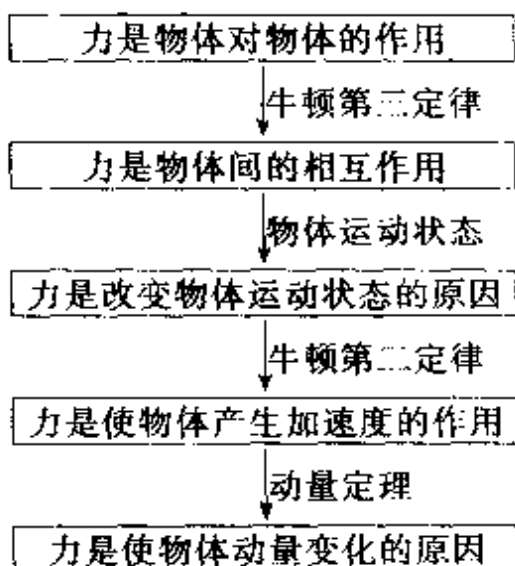 力是物体对物体的作用
牛顿第三定律
力是物体间的相互作用
物体运动状态
力是改变物体运动状态的原因
牛顿第二定律
力是使物体产生加速度的作用
动量定理
力是使物体动量变化的原因